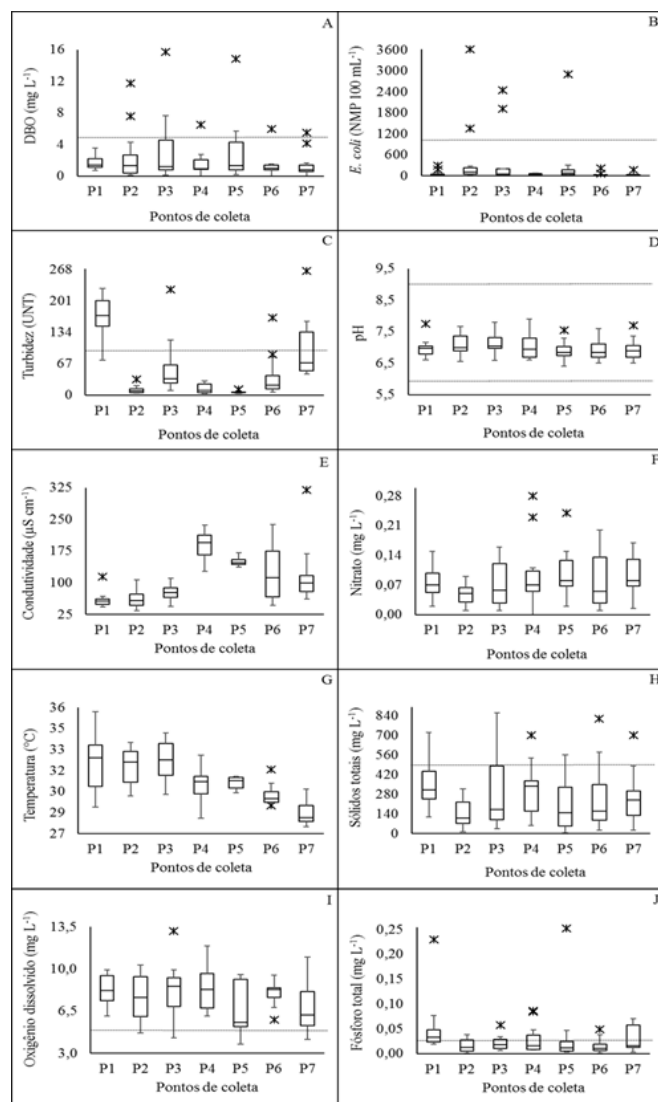 A
DBO (mg L⁻¹)
16
12
8
4
0
P1 P2 P3 P4 P5 P6 P7
Pontos de coleta
B
E. coli (NMP 100 mL⁻¹)
3600
3000
2400
1800
1200
600
0
P1 P2 P3 P4 P5 P6 P7
Pontos de coleta
C
Turbidez (UNT)
268
201
134
67
0
P1 P2 P3 P4 P5 P6 P7
Pontos de coleta
D
pH
9,5
8,5
7,5
6,5
5,5
P1 P2 P3 P4 P5 P6 P7
Pontos de coleta
E
Condutividade (µS cm⁻¹)
325
250
175
100
25
P1 P2 P3 P4 P5 P6 P7
Pontos de coleta
F
Nitrato (mg L⁻¹)
0,28
0,21
0,14
0,07
0,00
P1 P2 P3 P4 P5 P6 P7
Pontos de coleta
G
Temperatura (°C)
36
35
33
32
30
29
27
P1 P2 P3 P4 P5 P6 P7
Pontos de coleta
H
Sólidos totais (mg L⁻¹)
840
700
560
420
280
140
0
P1 P2 P3 P4 P5 P6 P7
Pontos de coleta
I
Oxigênio dissolvido (mg L⁻¹)
13,5
10,0
6,5
3,0
P1 P2 P3 P4 P5 P6 P7
Pontos de coleta
J
Fósforo total (mg L⁻¹)
0,25
0,20
0,15
0,10
0,05
0,00
P1 P2 P3 P4 P5 P6 P7
Pontos de coleta